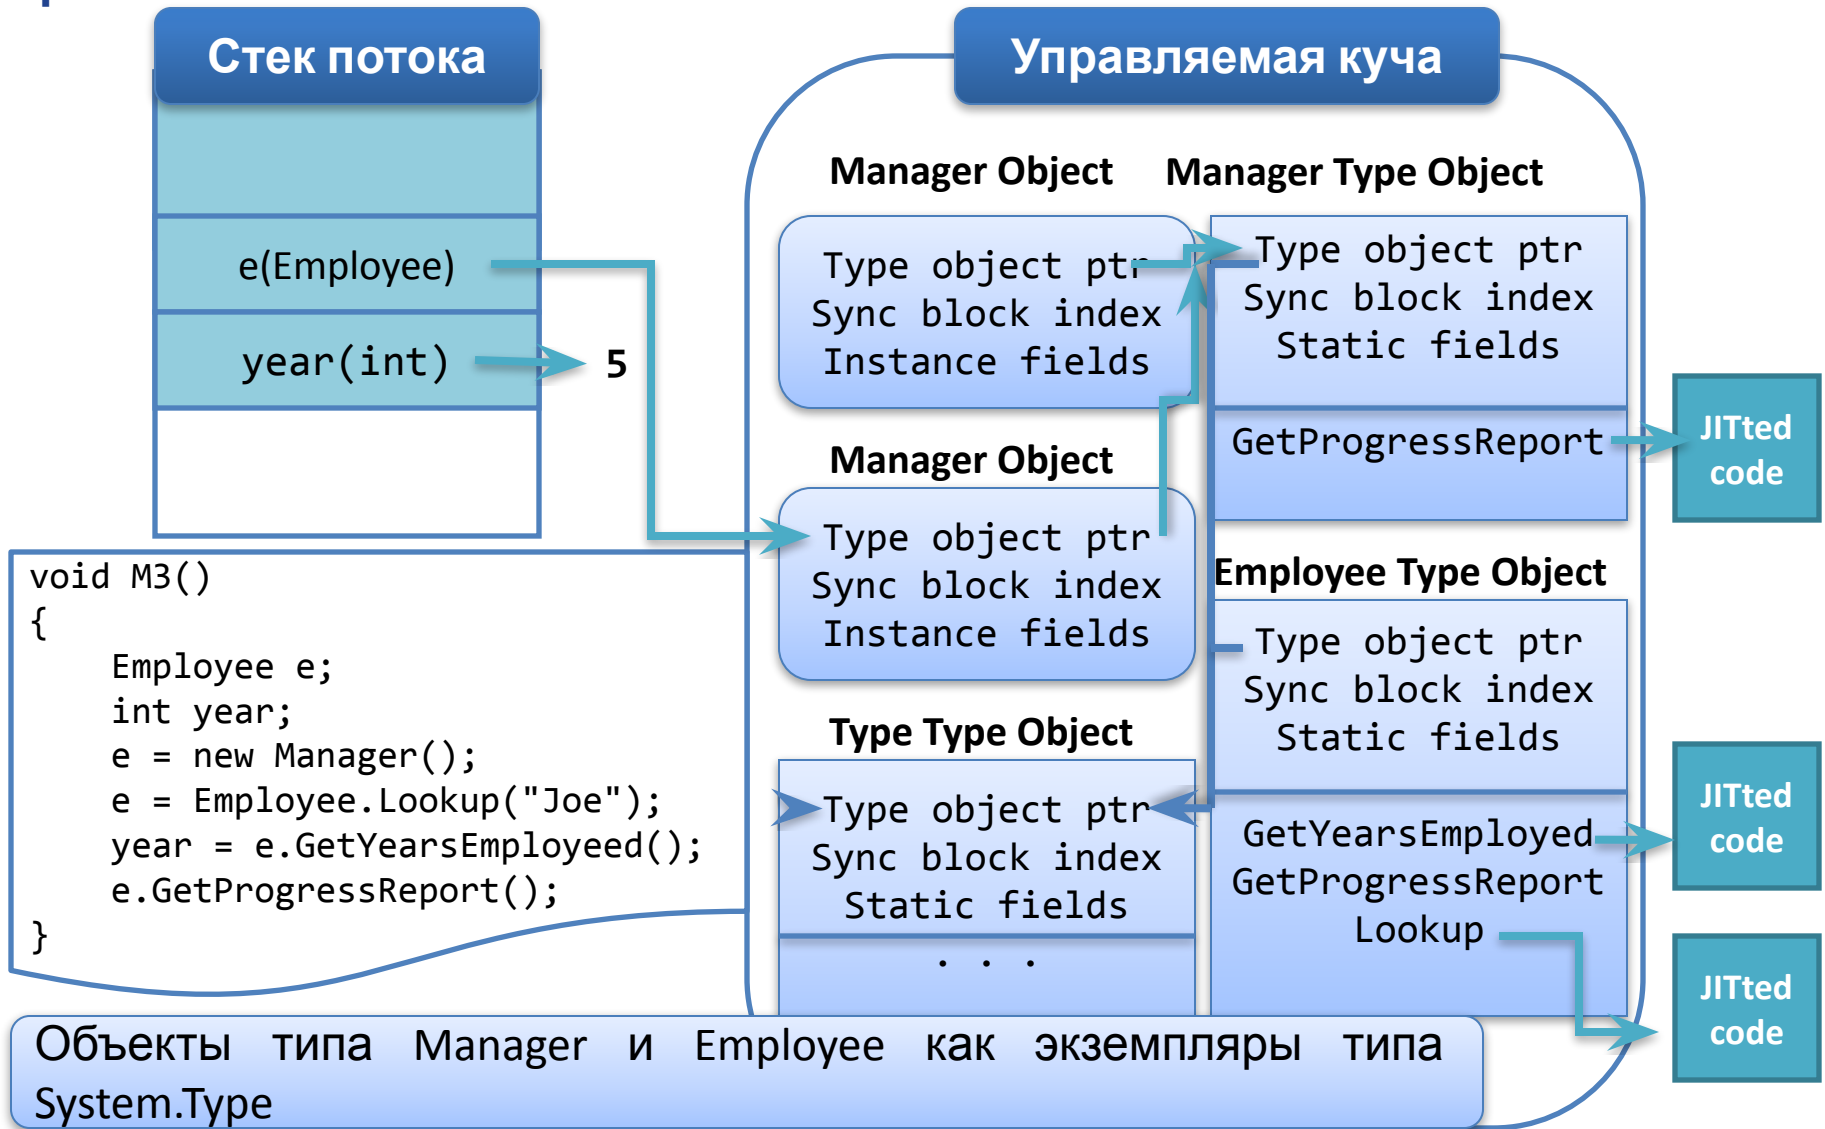 Стек потока
Управляемая куча
e(Employee)
year(int)
5
Manager Object
Type object ptr
Sync block index
Instance fields
Manager Type Object
Type object ptr
Sync block index
Static fields
GetProgressReport
JITted
code
Manager Object
Type object ptr
Sync block index
Instance fields
Employee Type Object
Type object ptr
Sync block index
Static fields
GetYearsEmployed
GetProgressReport
Lookup
JITted
code
JITted
code
Type Type Object
Type object ptr
Sync block index
Static fields
. . .
void M3()
{
    Employee e;
    int year;
    e = new Manager();
    e = Employee.Lookup("Joe");
    year = e.GetYearsEmployeed();
    e.GetProgressReport();
}
Объекты типа Manager и Employee как экземпляры типа
System.Type